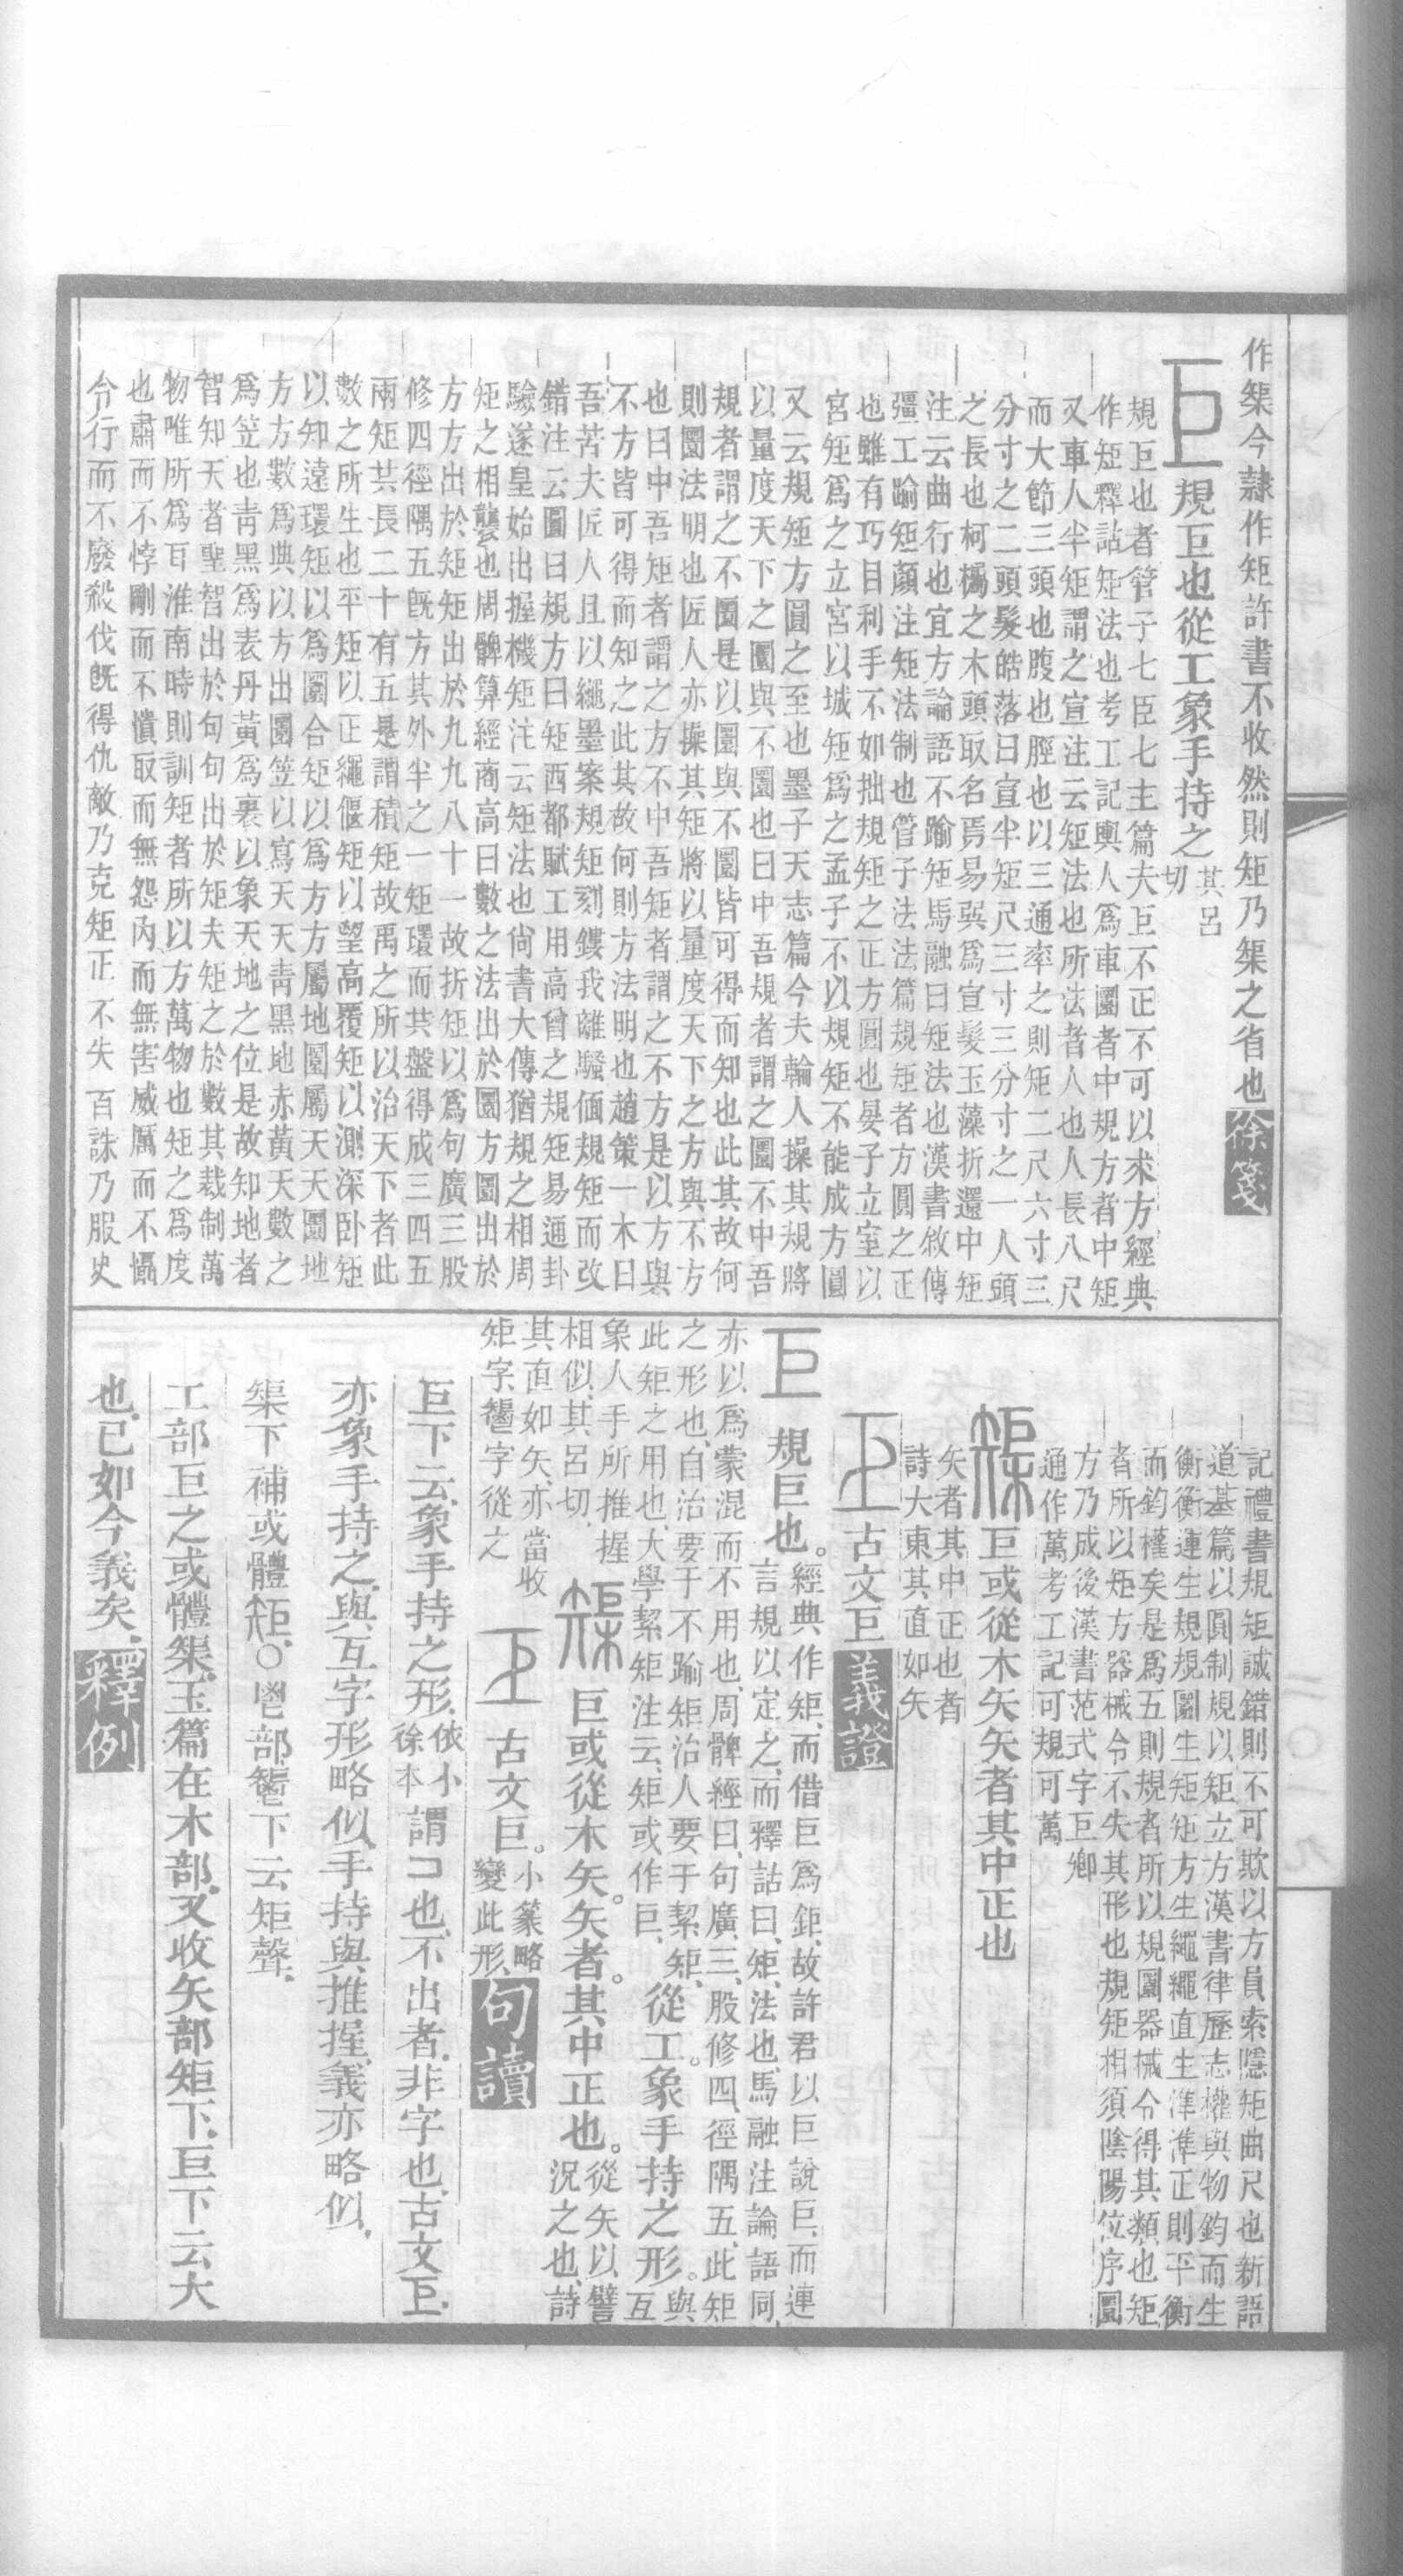 作榘今隷作矩許書不收然則矩乃榘之省也徐箋
巨規巨也從工象手持之其呂切
規巨也者管子七臣七主篇夫巨不正不可以求方經典
作矩釋詁矩法也考工記輿人爲車圜者中規方者中矩
又車人半矩謂之宣注云矩法也所法者人也人長八尺
而大節三頭也腹也脛也以三通率之則矩二尺六寸三
分寸之二頭髮皓落曰宣半矩尺三寸三分寸之一人頭
之長也柯欘之木頭取名焉易巽爲宣髮玉藻折還中矩
注云曲行也宜方論語不踰矩馬融曰矩法也漢書敘傳
疆工踰矩顏注矩法制也管子法法篇規矩者方圓之正
也雖有巧目利手不如拙規矩之正方圓也晏子立室以
宮矩爲之立宮以城矩爲之孟子不以規矩不能成方圓
又云規矩方圓之至也墨子天志篇今夫輪人操其規將
以量度天下之圜與不圜也曰中吾規者謂之圜不中吾
規者謂之不圜是以圜與不圜皆可得而知也此其故何
則圜法明也匠人亦操其矩將以量度天下之方與不方
也曰中吾矩者謂之方不中吾矩者謂之不方是以方與
不方皆可得而知之此其故何則方法明也趙策一木曰
吾苦夫匠人且以繩墨案規矩刻鏤我離騷偭規矩而改
錯注云圓曰規方曰矩西都賦工用高曾之規矩易通卦
驗遂皇始出握機矩注云矩法也尚書大傳猶規之相周
矩之相襲也周髀算經商高曰數之法出於圜方圜出於
方方出於矩矩出於九九八十一故折矩以爲句廣三股
修四徑隅五旣方其外半之一矩環而共盤得成三四五
兩矩共長二十有五是謂積矩故禹之所以治天下者此
數之所生也平矩以正繩偃矩以望高覆矩以測深卧矩
以知遠環矩以爲圜合矩以爲方方屬地圜屬天天圜地
方方數爲典以方出圜笠以寫天天靑黑地赤黃天數之
爲笠也靑黑爲表丹黃爲裏以象天地之位是故知地者
智知天者聖智出於句句出於矩夫矩之於數其裁制萬
物唯所爲耳淮南時則訓矩者所以方萬物也矩之爲度
也肅而不悖剛而不憒取而無怨內而無害威厲而不懾
令行而不廢殺伐旣得仇敵乃克矩正不失百誅乃服史
記禮書規矩誠錯則不可欺以方員索隱矩曲尺也新語
道基篇以圓制規以矩立方漢書律歷志權與物鈞而生
衡衡運生規規圜生矩矩方生繩繩直生準準正則平衡
而鈞權矣是爲五則規者所以規圜器械令得其類也矩
者所以矩方器械令不失其形也規矩相須陰陽位序圜
方乃成後漢書范式字巨卿
通作萬考工記可規可萬
榘巨或從木矢矢者其中正也
矢者其中正也者
詩大東其直如矢
古文巨義證
巨規巨也。經典作矩,而借巨爲鉅,故許君以巨說巨,而連
言規以定之,而釋詁曰,矩,法也,馬融注論語同,
亦以爲蒙混而不用也,周髀經曰,句廣三,股修四,徑隅五,此矩
之形也,自治要于不踰矩,治人要于絜矩,從工。象手持之形。與
此矩之用也,大學絜矩注云,矩或作巨,互
象人手所推握
相似,其呂切,榘巨或從木矢。矢者。其中正也。從矢以譬
況之也,詩
其直如矢,亦當收
矩字,韰字從之古文巨。小篆略
變此形,句讀
巨下云,象手持之形,依小徐本謂コ也,不出者,非字也,古文,
亦象手持之,與互字形略似,手持與推握,義亦略似,
榘下補或體矩,〇鬯部下云矩聲,
工部巨之或體榘,玉篇在木部,又收矢部矩下,巨下云,大
也,已如今義矣,釋例